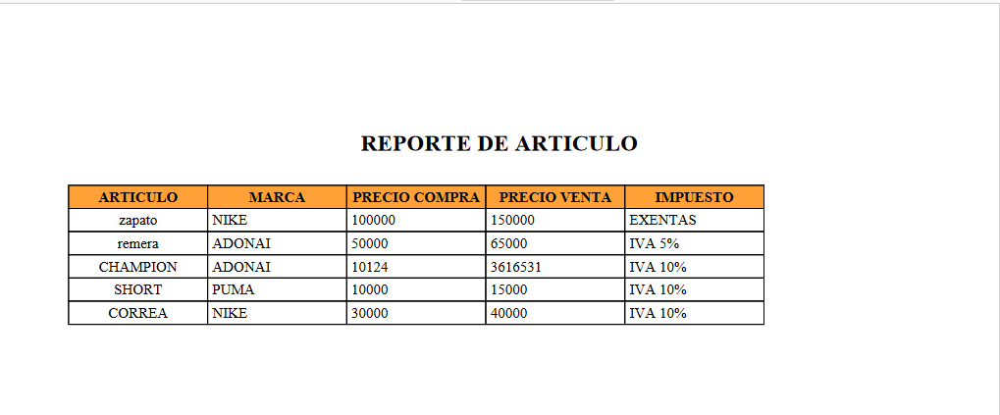 REPORTE DE ARTICULO
ARTICULO MARCA PRECIO COMPRA PRECIO VENTA IMPUESTO
zapato NIKE 100000 150000 EXENTAS
remera ADONAI 50000 65000 IVA 5%
CHAMPION ADONAI 10124 3616531 IVA 10%
SHORT PUMA 10000 15000 IVA 10%
CORREA NIKE 30000 40000 IVA 10%